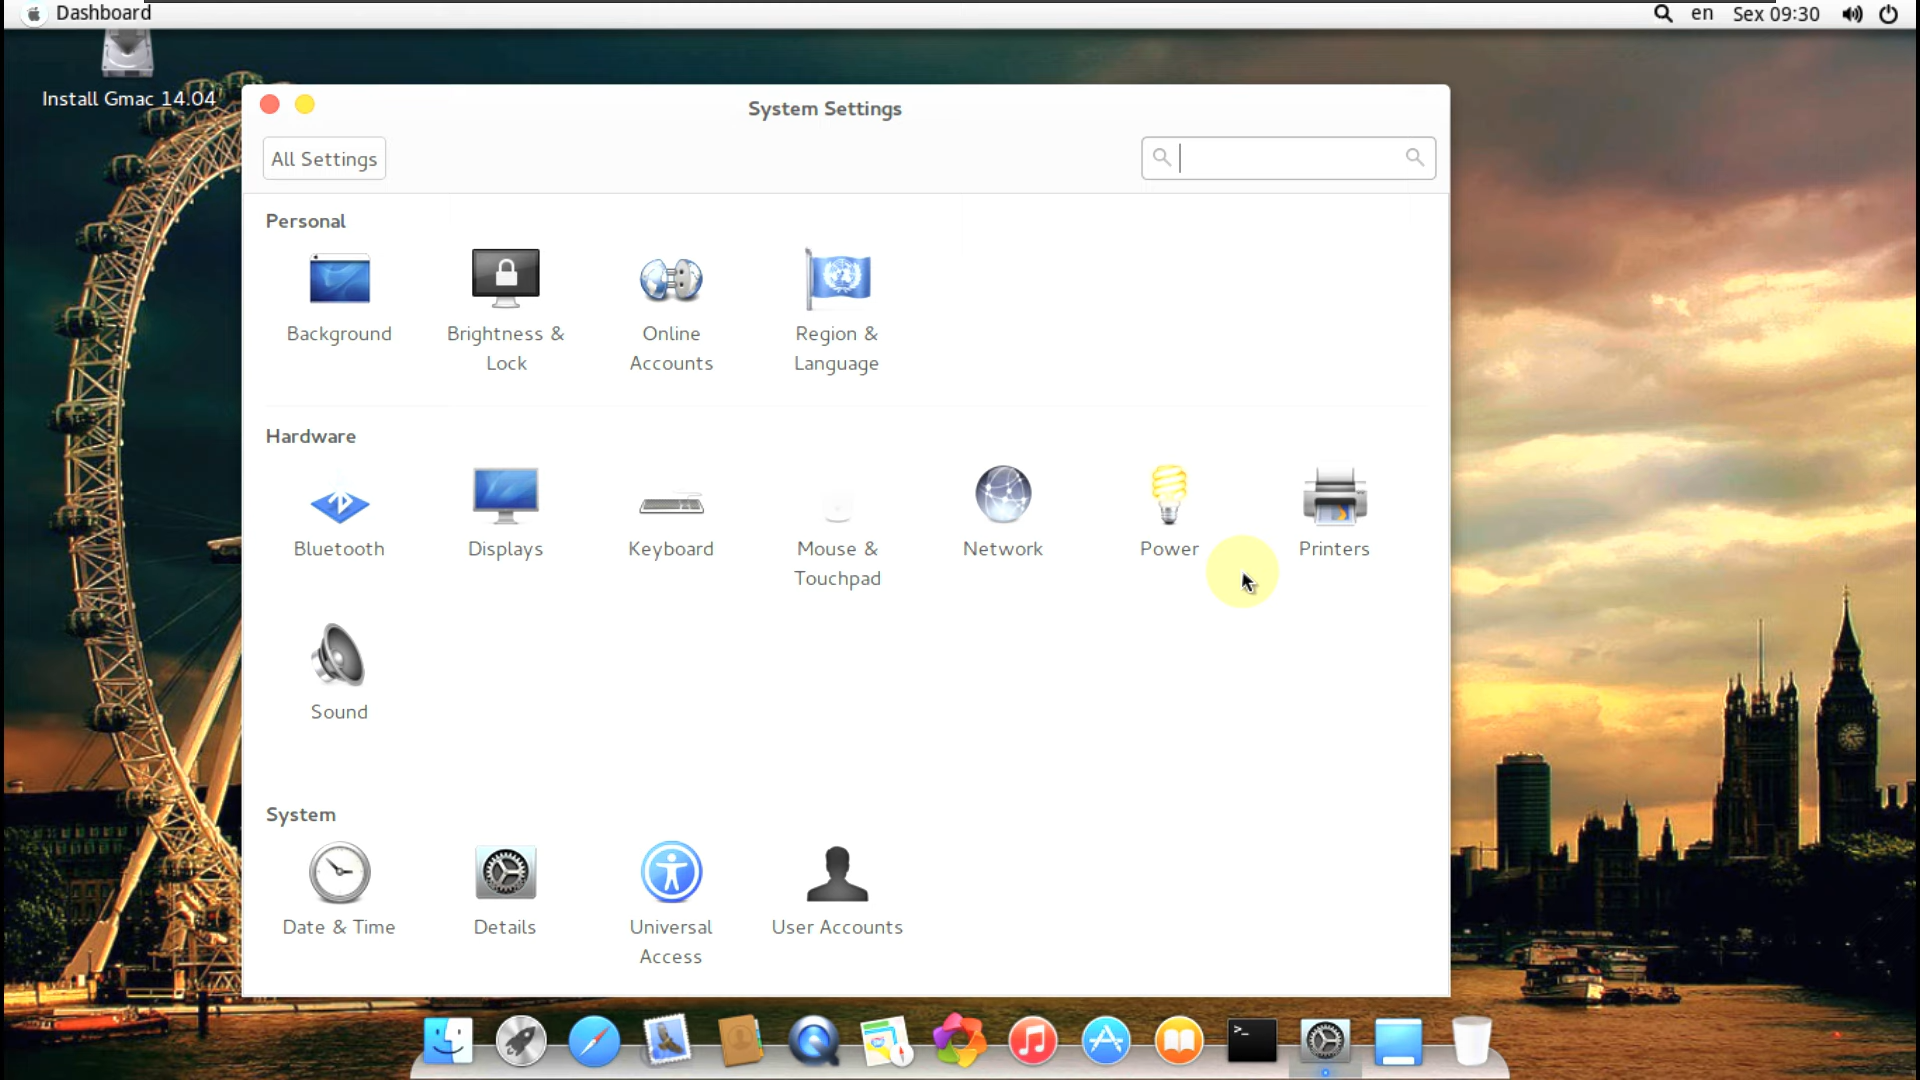 Dashboard
en Sex 09:30
Install Gmac 14.04
System Settings
All Settings
Personal
Background
Brightness &
Lock
Online
Accounts
Region &
Language
Hardware
Bluetooth
Displays
Keyboard
Mouse &
Touchpad
Network
Power
Printers
Sound
System
Date & Time
Details
Universal
Access
User Accounts
>_